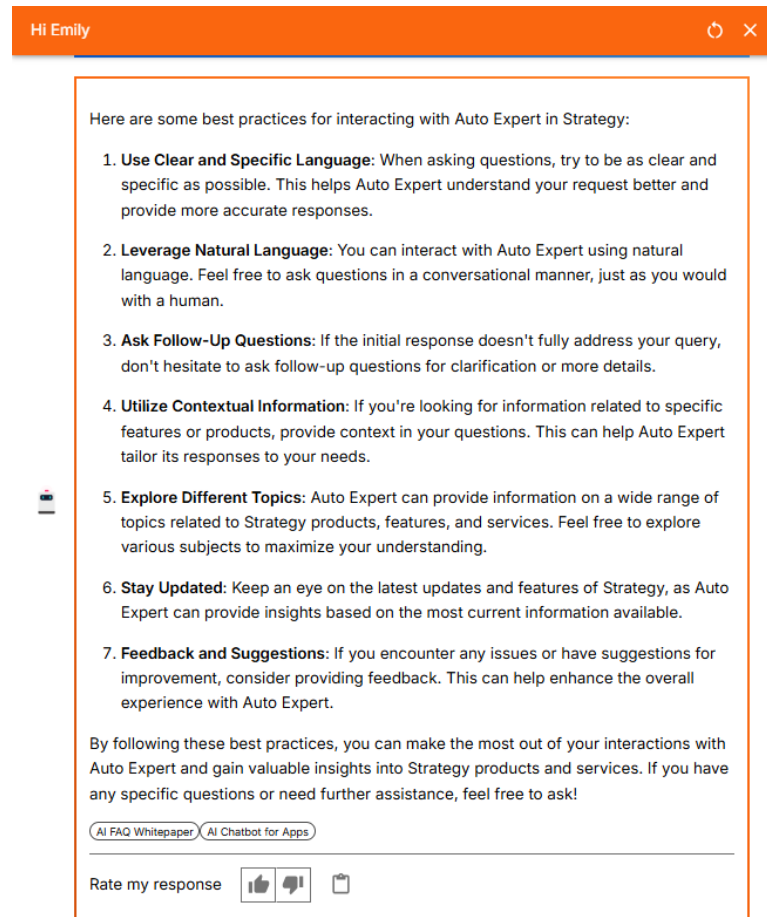 Hi Emily
Here are some best practices for interacting with Auto Expert in Strategy:
1. Use Clear and Specific Language: When asking questions, try to be as clear and
specific as possible. This helps Auto Expert understand your request better and
provide more accurate responses.
2. Leverage Natural Language: You can interact with Auto Expert using natural
language. Feel free to ask questions in a conversational manner, just as you would
with a human.
3. Ask Follow-Up Questions: If the initial response doesn't fully address your query,
don't hesitate to ask follow-up questions for clarification or more details.
4. Utilize Contextual Information: If you're looking for information related to specific
features or products, provide context in your questions. This can help Auto Expert
tailor its responses to your needs.
5. Explore Different Topics: Auto Expert can provide information on a wide range of
topics related to Strategy products, features, and services. Feel free to explore
various subjects to maximize your understanding.
6. Stay Updated: Keep an eye on the latest updates and features of Strategy, as Auto
Expert can provide insights based on the most current information available.
7. Feedback and Suggestions: If you encounter any issues or have suggestions for
improvement, consider providing feedback. This can help enhance the overall
experience with Auto Expert.
By following these best practices, you can make the most out of your interactions with
Auto Expert and gain valuable insights into Strategy products and services. If you have
any specific questions or need further assistance, feel free to ask!
AI FAQ Whitepaper AI Chatbot for Apps
Rate my response